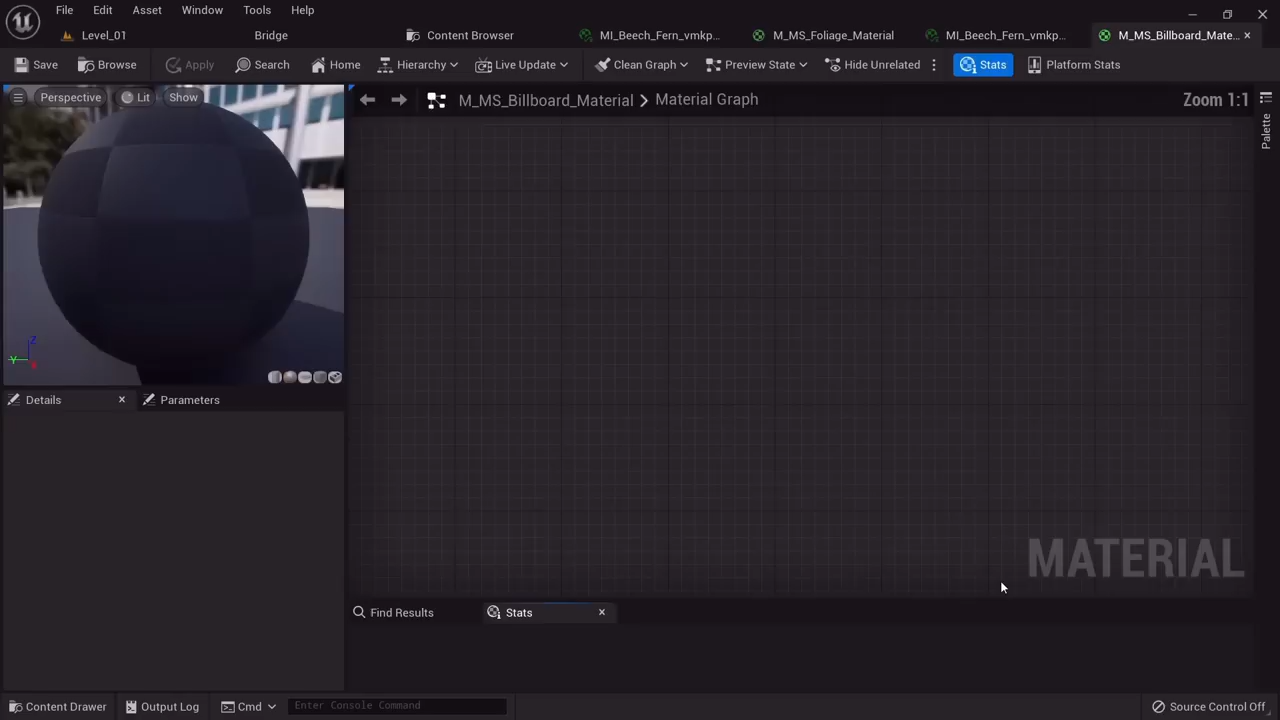 File Edit Asset Window Tools Help
Level_01 Bridge Content Browser MI_Beech_Fern_vmkp... M_MS_Foliage_Material MI_Beech_Fern_vmkp... M_MS_Billboard_Mate...
Save Browse Apply Search Home Hierarchy Live Update Clean Graph Preview State Hide Unrelated Stats Platform Stats
Perspective Lit Show M_MS_Billboard_Material Material Graph Zoom 1:1
Palette
Z
Y
X
Details Parameters
MATERIAL
Find Results Stats
Content Drawer Output Log Cmd Enter Console Command Source Control Off